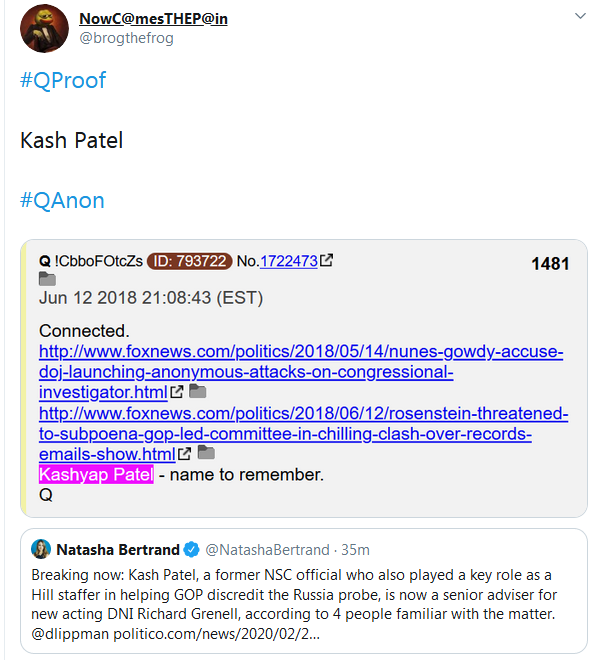 NowC@mesTHEP@in
@brogthefrog
#QProof
Kash Patel
#QAnon
Q !CbboFOtcZs ID: 793722 No.1722473 1481
Jun 12 2018 21:08:43 (EST)
Connected.
http://www.foxnews.com/politics/2018/05/14/nunes-gowdy-accuse-
doj-launching-anonymous-attacks-on-congressional-
investigator.html
http://www.foxnews.com/politics/2018/06/12/rosenstein-threatened-
to-subpoena-gop-led-committee-in-chilling-clash-over-records-
emails-show.html
Kashyap Patel - name to remember.
Q
Natasha Bertrand @NatashaBertrand · 35m
Breaking now: Kash Patel, a former NSC official who also played a key role as a
Hill staffer in helping GOP discredit the Russia probe, is now a senior adviser for
new acting DNI Richard Grenell, according to 4 people familiar with the matter.
@dlippman politico.com/news/2020/02/2...